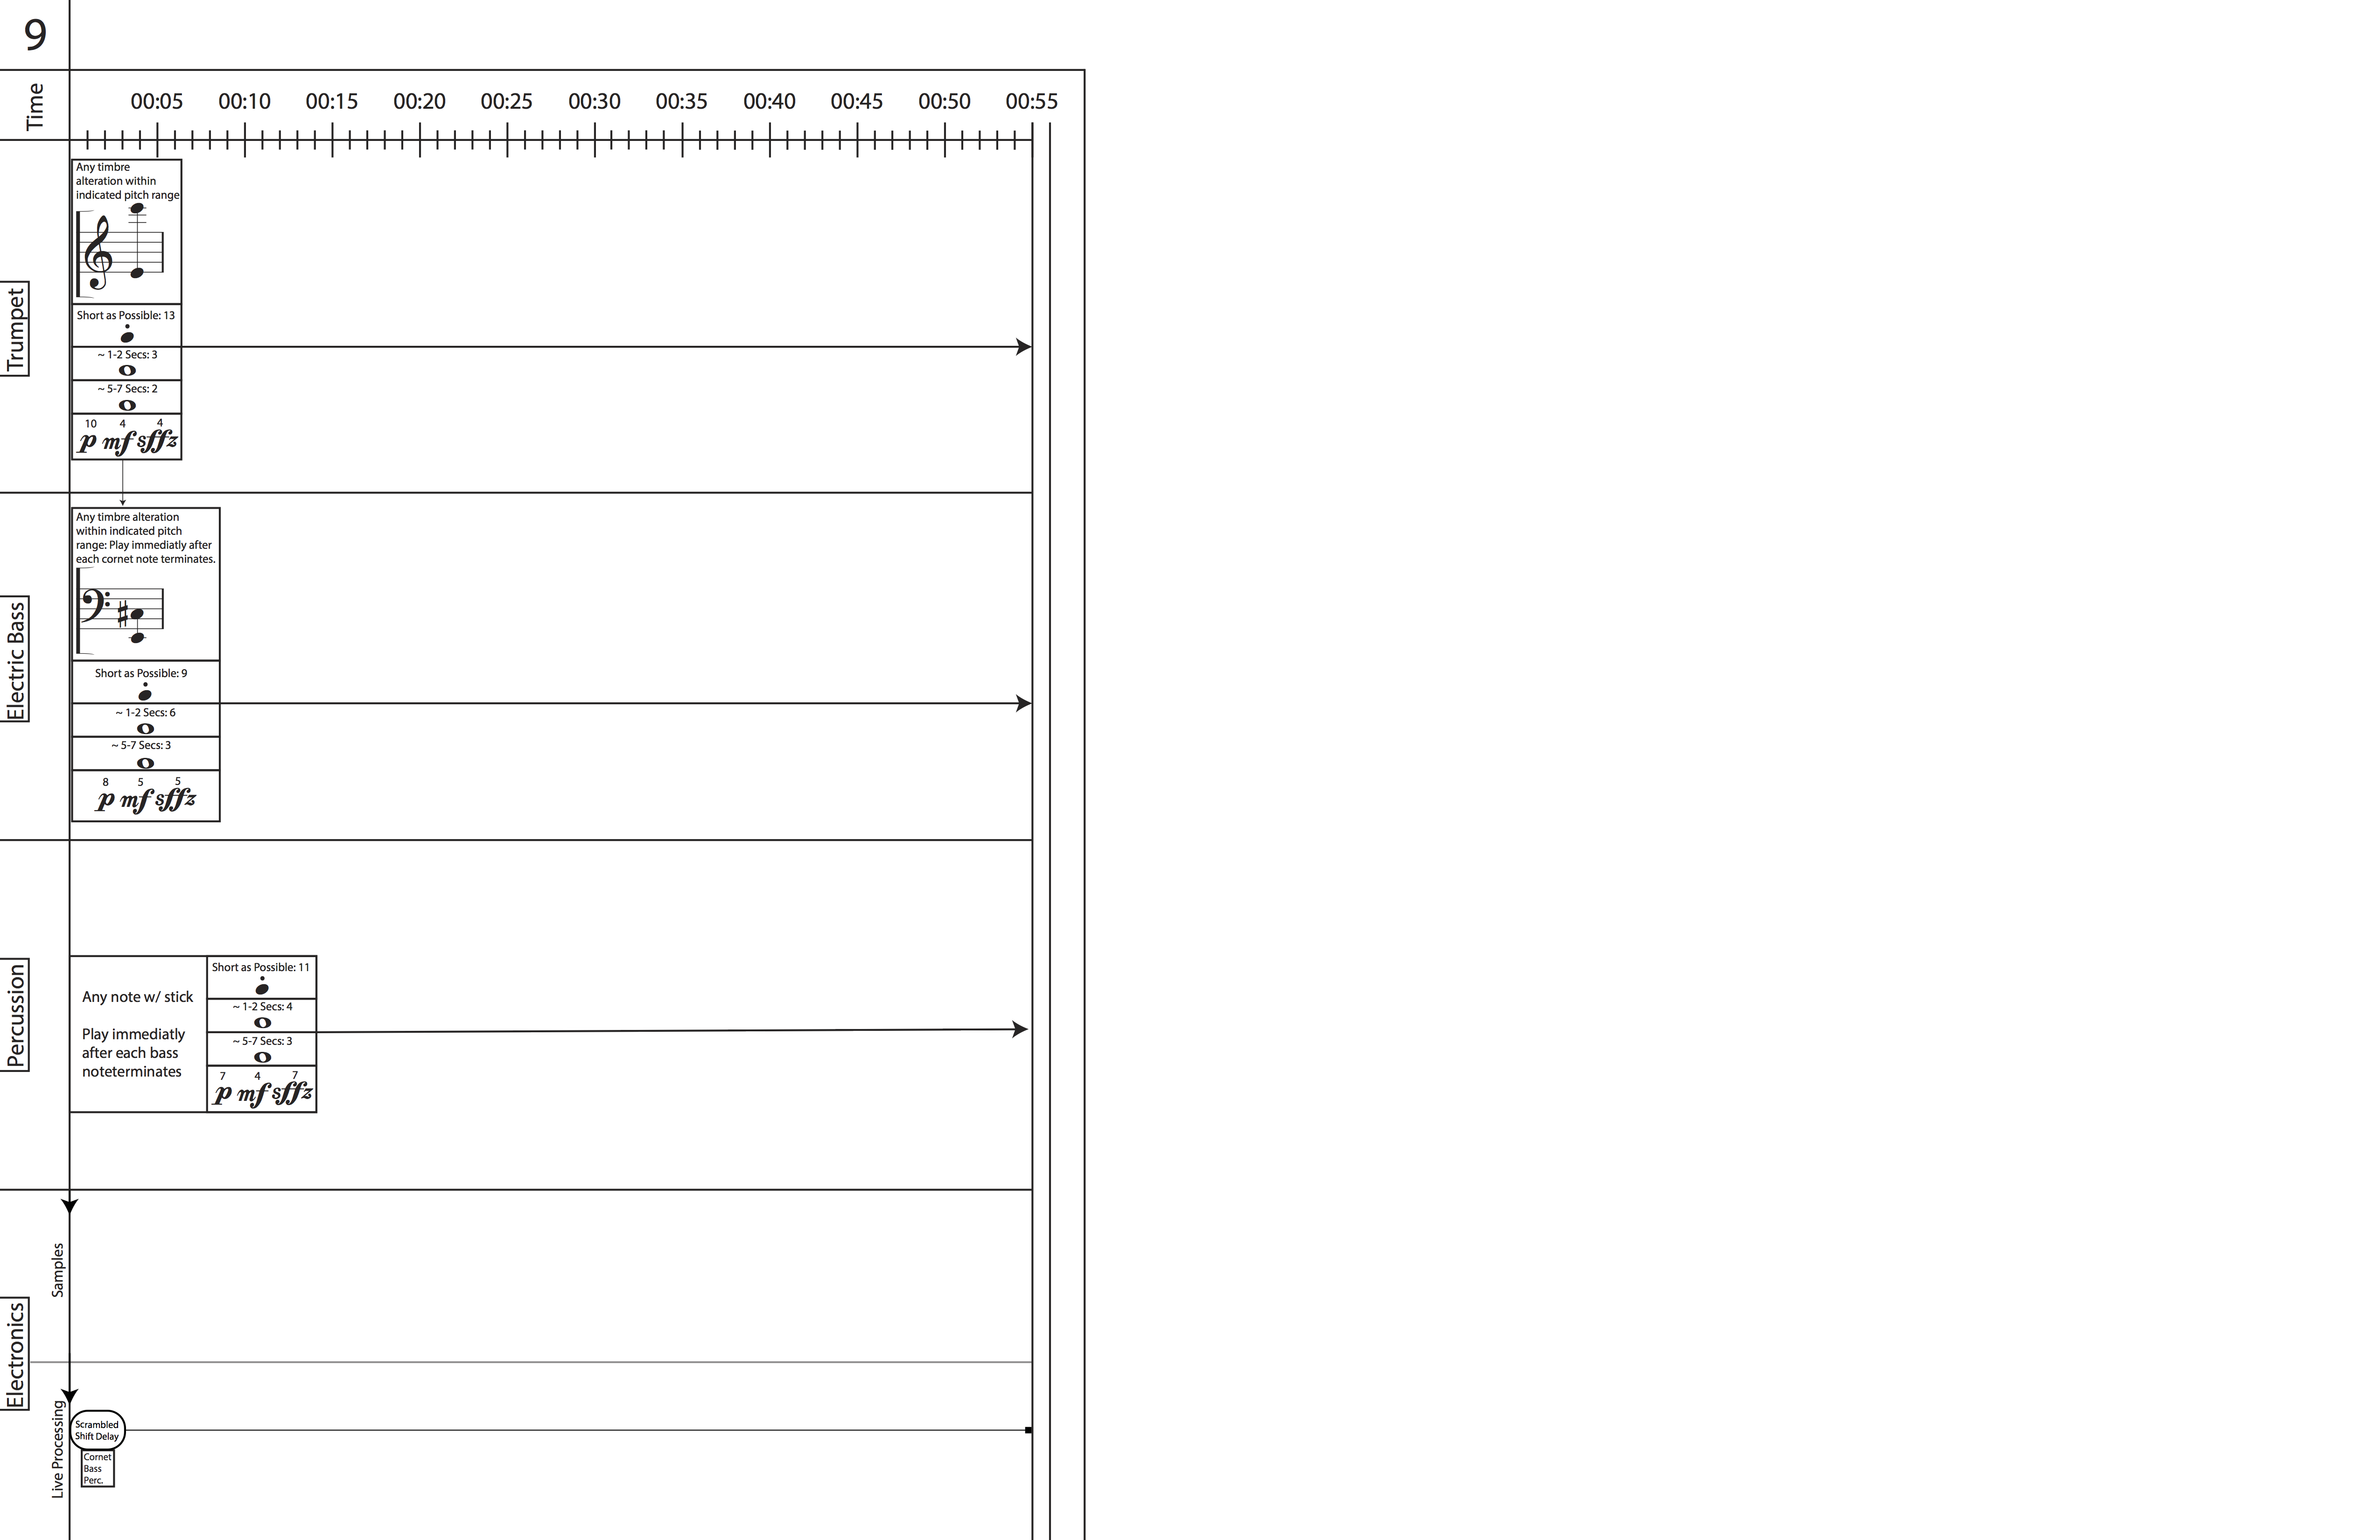 9
Time
00:05 00:10 00:15 00:20 00:25 00:30 00:35 00:40 00:45 00:50 00:55
Trumpet
Any timbre
alteration within
indicated pitch range
Short as Possible: 13
~ 1-2 Secs: 3
~ 5-7 Secs: 2
10 4 4
p mf sffz
Electric Bass
Any timbre alteration
within indicated pitch
range: Play immediatly after
each cornet note terminates.
Short as Possible: 9
~ 1-2 Secs: 6
~ 5-7 Secs: 3
8 5 5
p mf sffz
Percussion
Any note w/ stick
Play immediatly
after each bass
noteterminates
Short as Possible: 11
~ 1-2 Secs: 4
~ 5-7 Secs: 3
7 4 7
p mf sffz
Electronics
Samples
Live Processing
Scrambled
Shift Delay
Cornet
Bass
Perc.